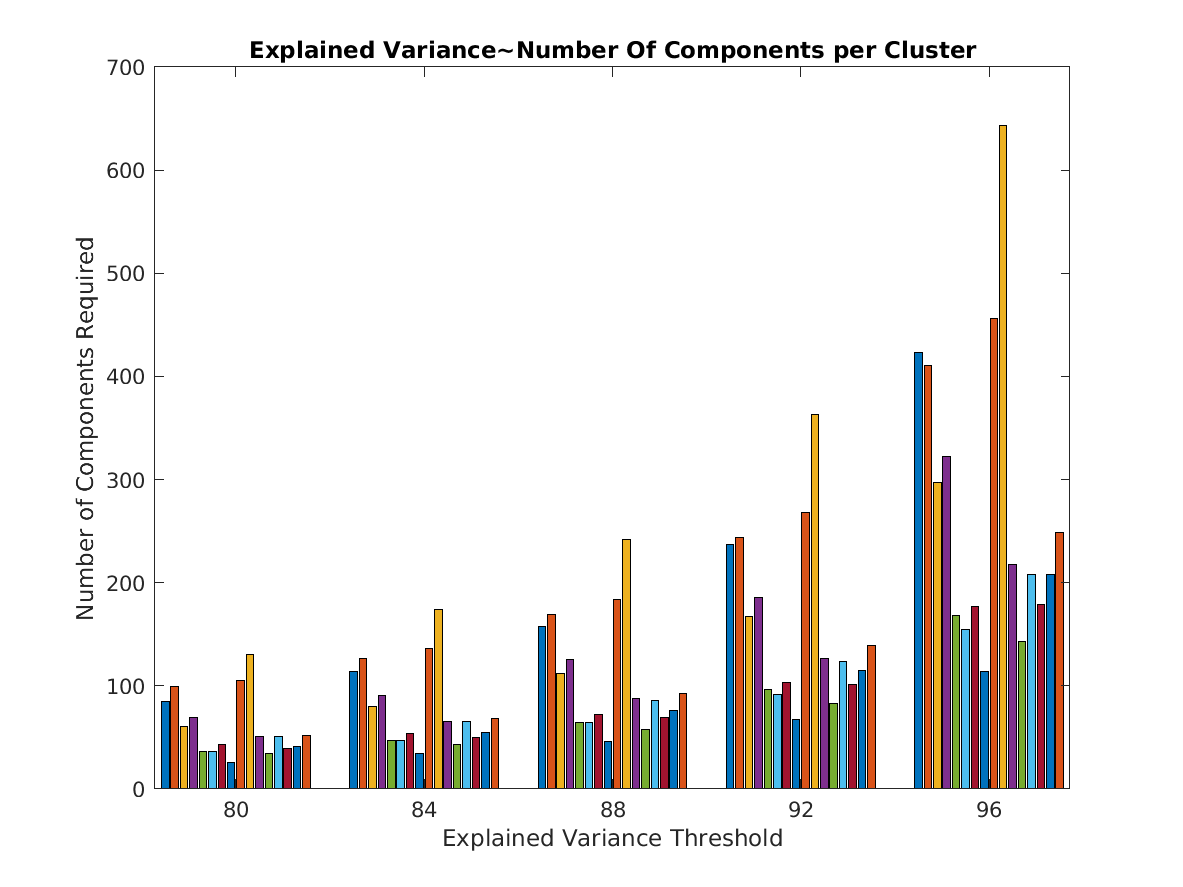 Explained Variance~Number Of Components per Cluster
700
600
500
400
300
200
100
0
Number of Components Required
80 84 88 92 96
Explained Variance Threshold